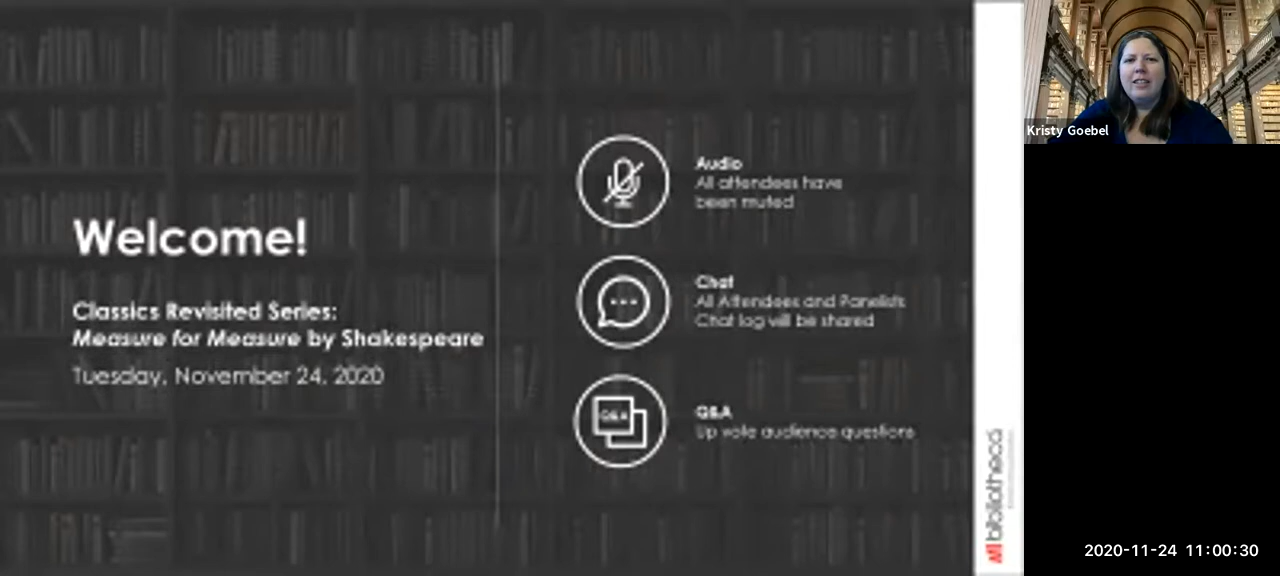 Welcome!
Classics Revisited Series:
Measure for Measure by Shakespeare
Tuesday, November 24, 2020
Audio
All attendees have
been muted
Chat
All Attendees and Panelists
Chat log will be shared
Q&A
Q&A
Up vote audience questions
bibliotheca
Kristy Goebel
2020-11-24 11:00:30